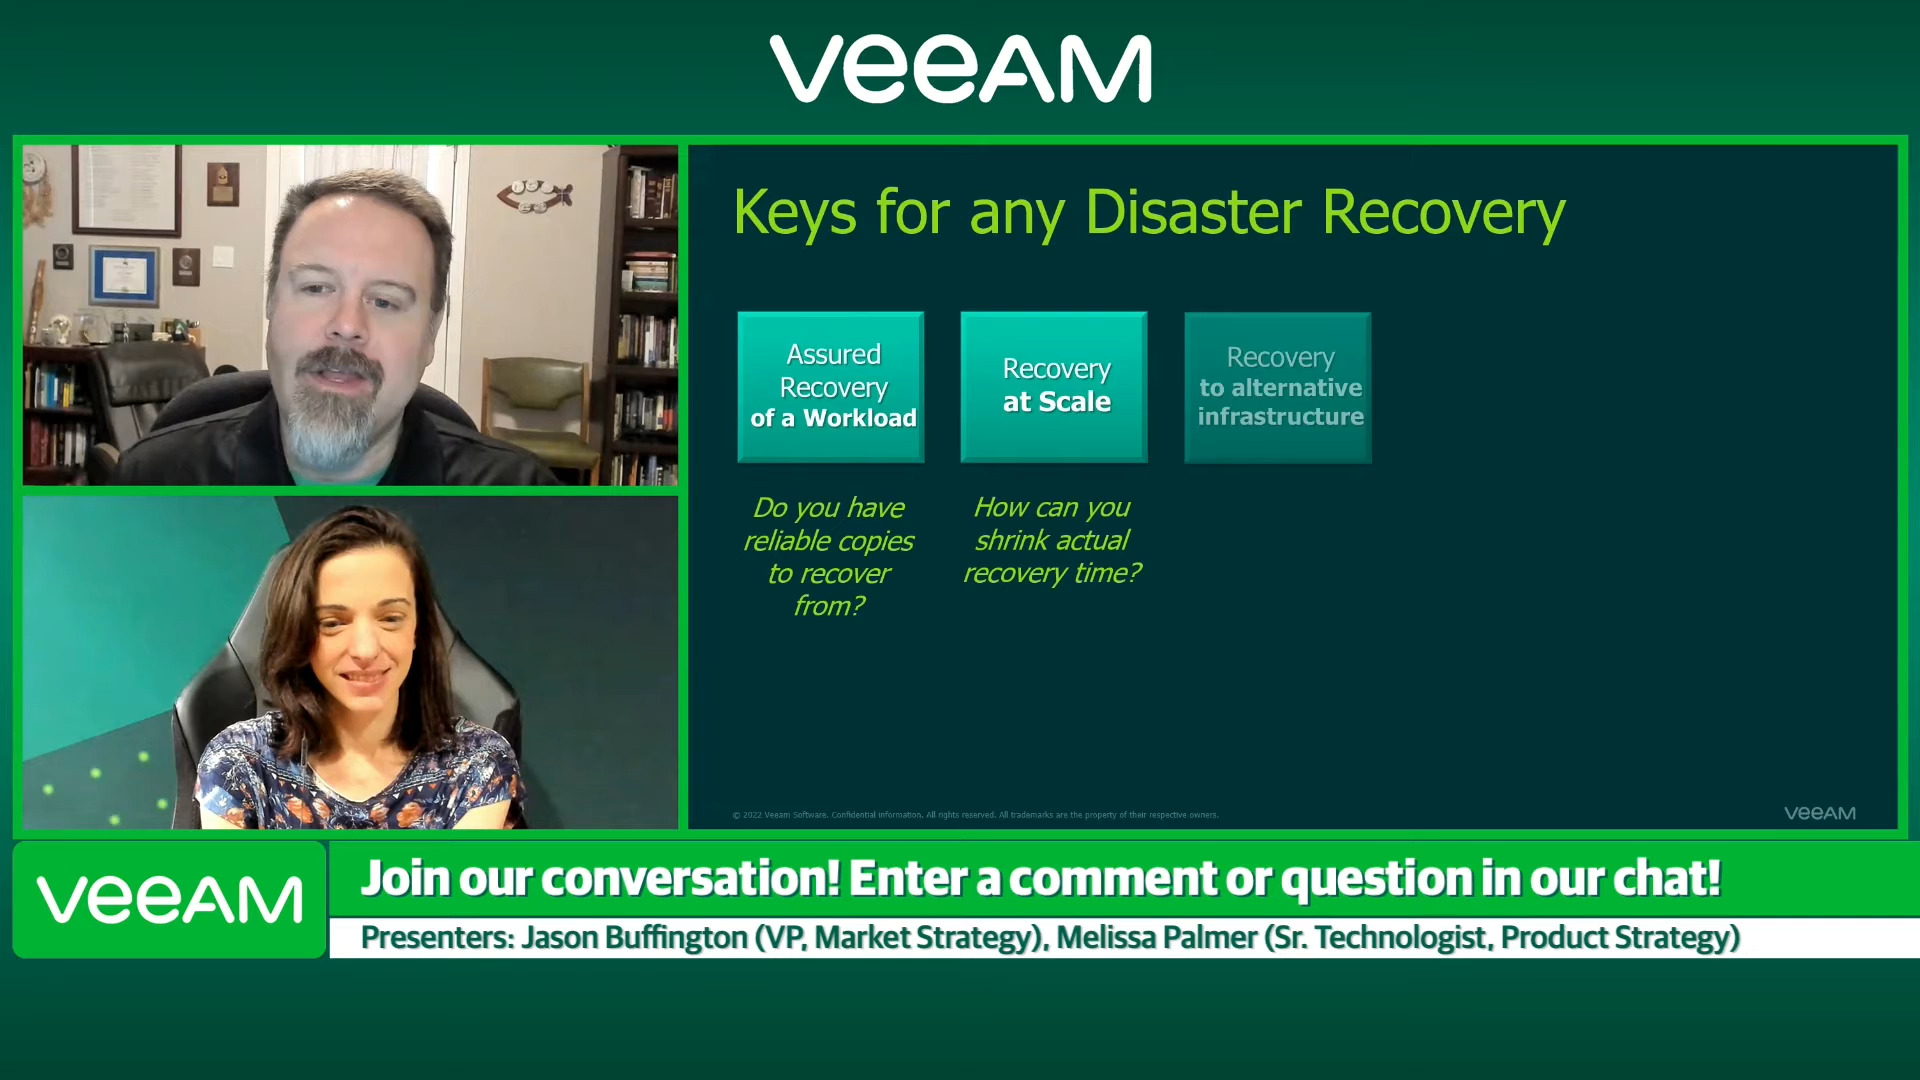 veeAM
Keys for any Disaster Recovery
Assured
Recovery
of a Workload
Recovery
at Scale
Recovery
to alternative
infrastructure
Do you have
reliable copies
to recover
from?
How can you
shrink actual
recovery time?
© 2022 Veeam Software. Confidential information. All rights reserved. All trademarks are the property of their respective owners.
veeAM
veeAM
Join our conversation! Enter a comment or question in our chat!
Presenters: Jason Buffington (VP, Market Strategy), Melissa Palmer (Sr. Technologist, Product Strategy)